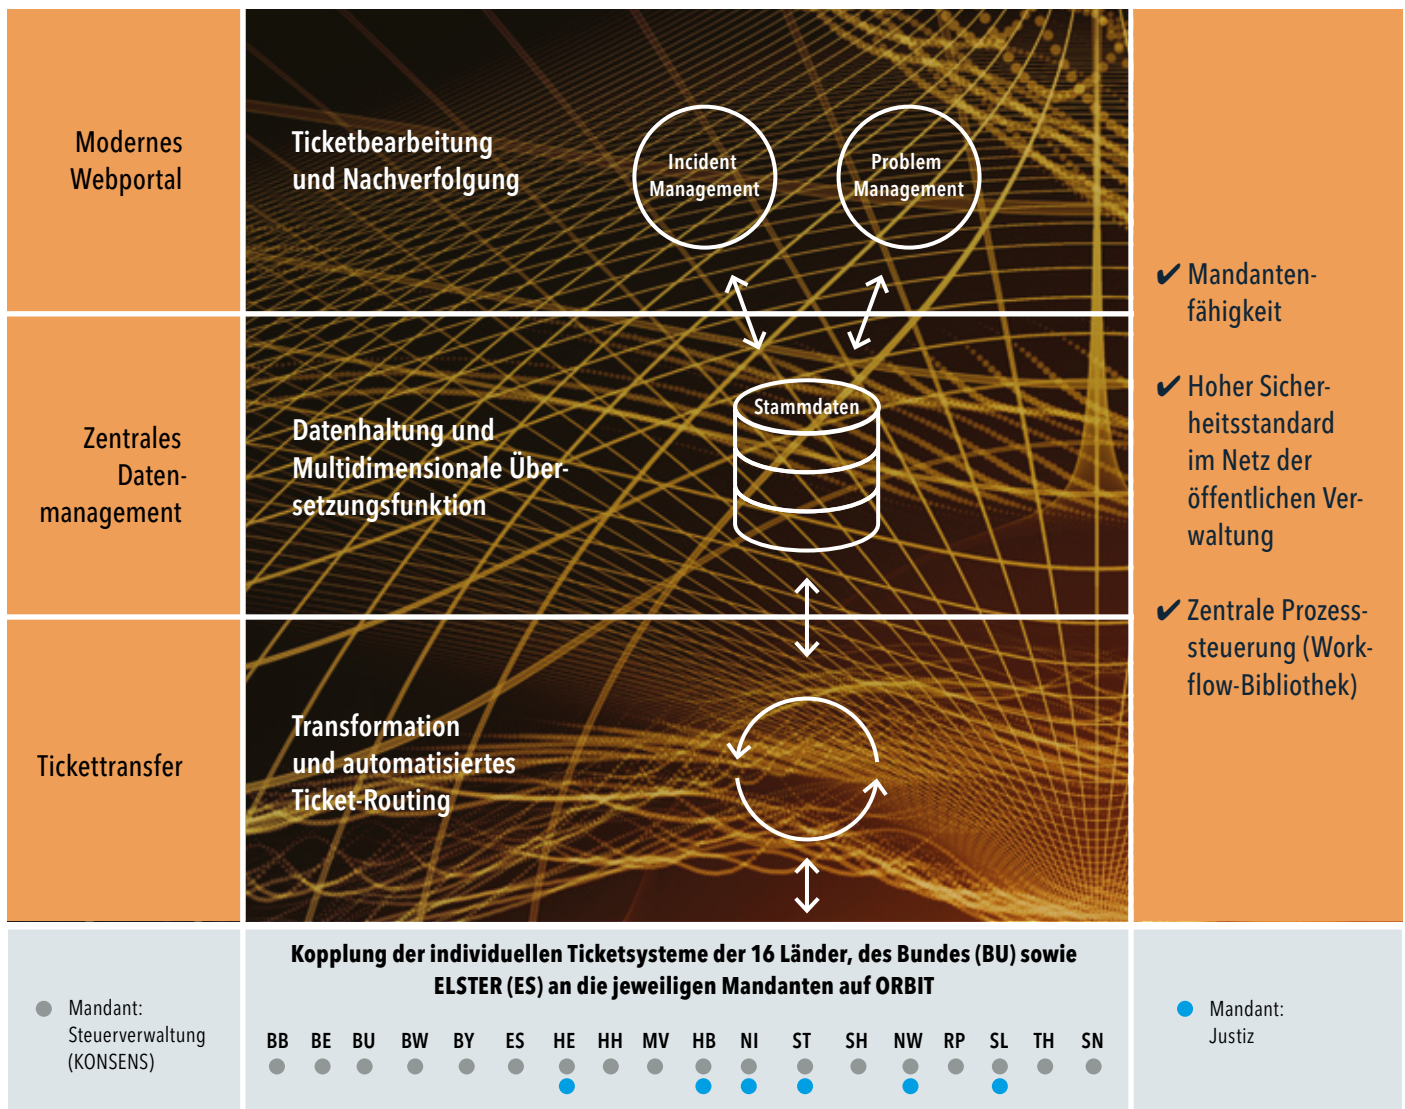 Modernes
Webportal
Ticketbearbeitung
und Nachverfolgung
Incident
Management
Problem
Management
Zentrales
Daten-
management
Datenhaltung und
Multidimensionale Über-
setzungsfunktion
Stammdaten
Tickettransfer
Transformation
und automatisiertes
Ticket-Routing
✔ Mandanten-
fähigkeit
✔ Hoher Sicher-
heitsstandard
im Netz der
öffentlichen Ver-
waltung
✔ Zentrale Prozess-
steuerung (Work-
flow-Bibliothek)
Kopplung der individuellen Ticketsysteme der 16 Länder, des Bundes (BU) sowie
ELSTER (ES) an die jeweiligen Mandanten auf ORBIT
Mandant:
Steuerverwaltung
(KONSENS)
BB BE BU BW BY ES HE HH MV HB NI ST SH NW RP SL TH SN
Mandant:
Justiz